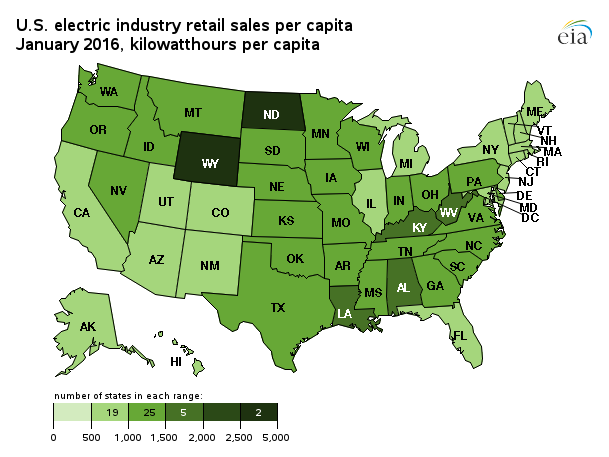 U.S. electric industry retail sales per capita
January 2016, kilowatthours per capita
eia
WA
MT
ND
MN
ME
OR
ID
WY
SD
WI
MI
NY
VT
NH
MA
RI
CT
NJ
NV
UT
CO
NE
IA
IL
IN
OH
PA
DE
MD
DC
CA
KS
MO
KY
WV
VA
AZ
NM
OK
AR
TN
NC
SC
TX
LA
MS
AL
GA
FL
AK
HI
number of states in each range:
19 25 5 2
0 500 1,000 1,500 2,000 2,500 5,000